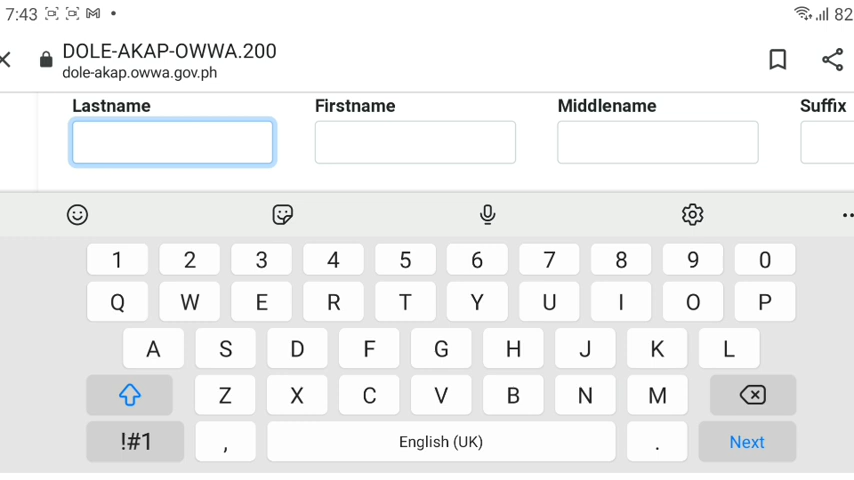 7:43
82
DOLE-AKAP-OWWA.200
dole-akap.owwa.gov.ph
Lastname Firstname Middlename Suffix
1 2 3 4 5 6 7 8 9 0
Q W E R T Y U I O P
A S D F G H J K L
Z X C V B N M
!#1 , English (UK) . Next